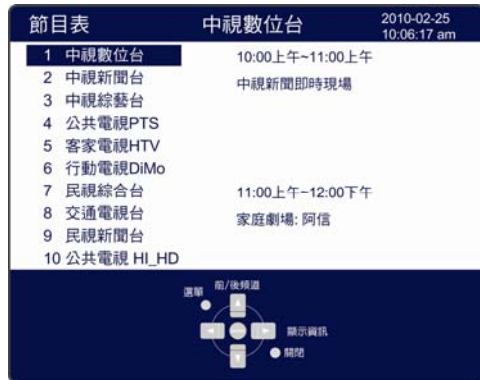 節目表 中視數位台 2010-02-25
10:06:17 am
1 中視數位台 10:00上午~11:00上午
2 中視新聞台 中視新聞即時現場
3 中視綜藝台
4 公共電視PTS
5 客家電視HTV
6 行動電視DiMo
7 民視綜合台 11:00上午~12:00下午
8 交通電視台 家庭劇場: 阿信
9 民視新聞台
10 公共電視 HI_HD
前/後頻道
選單
顯示資訊
關閉